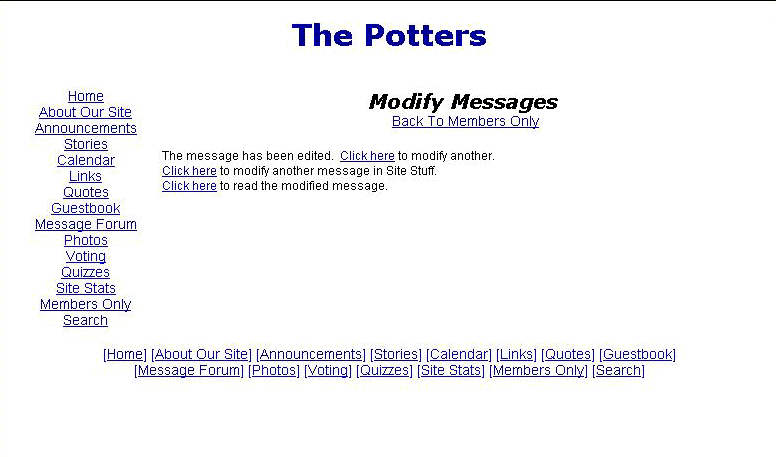 The Potters
Home
About Our Site
Announcements
Stories
Calendar
Links
Quotes
Guestbook
Message Forum
Photos
Voting
Quizzes
Site Stats
Members Only
Search
Modify Messages
Back To Members Only
The message has been edited. Click here to modify another.
Click here to modify another message in Site Stuff.
Click here to read the modified message.
[Home] [About Our Site] [Announcements] [Stories] [Calendar] [Links] [Quotes] [Guestbook]
[Message Forum] [Photos] [Voting] [Quizzes] [Site Stats] [Members Only] [Search]